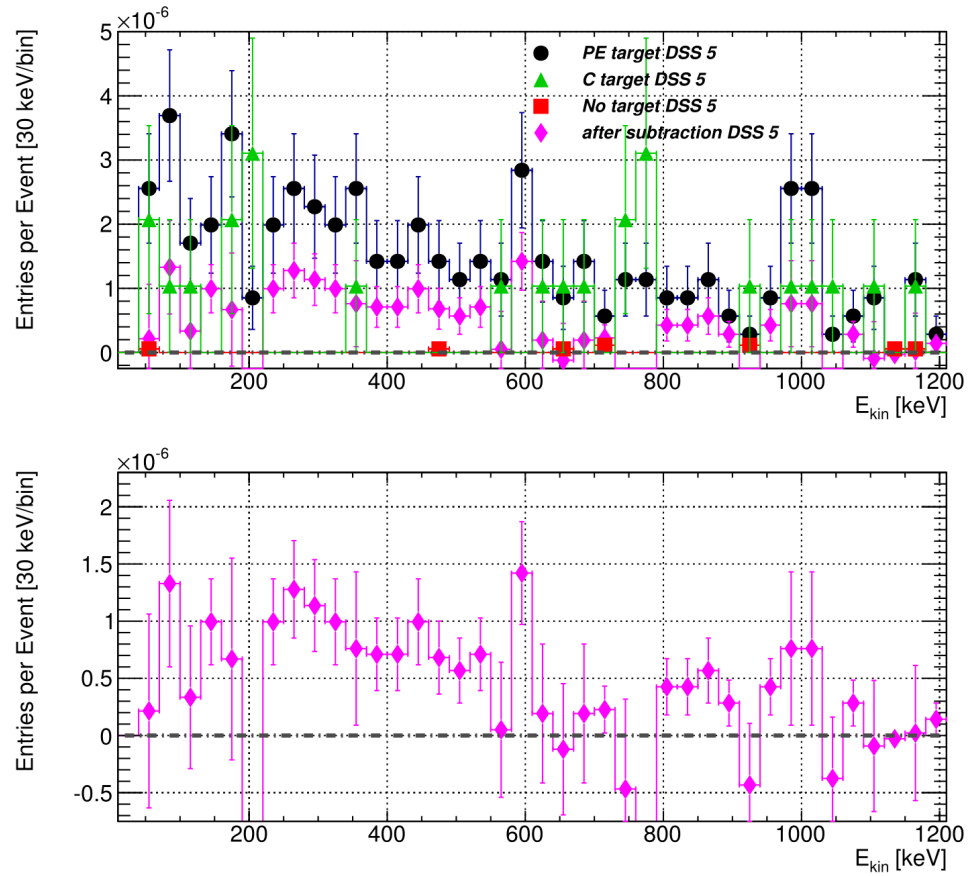 ×10⁻⁶
Entries per Event [30 keV/bin]
5
4
3
2
1
0
PE target DSS 5
C target DSS 5
No target DSS 5
after subtraction DSS 5
200 400 600 800 1000 1200
E_kin [keV]
×10⁻⁶
Entries per Event [30 keV/bin]
2
1.5
1
0.5
0
-0.5
200 400 600 800 1000 1200
E_kin [keV]